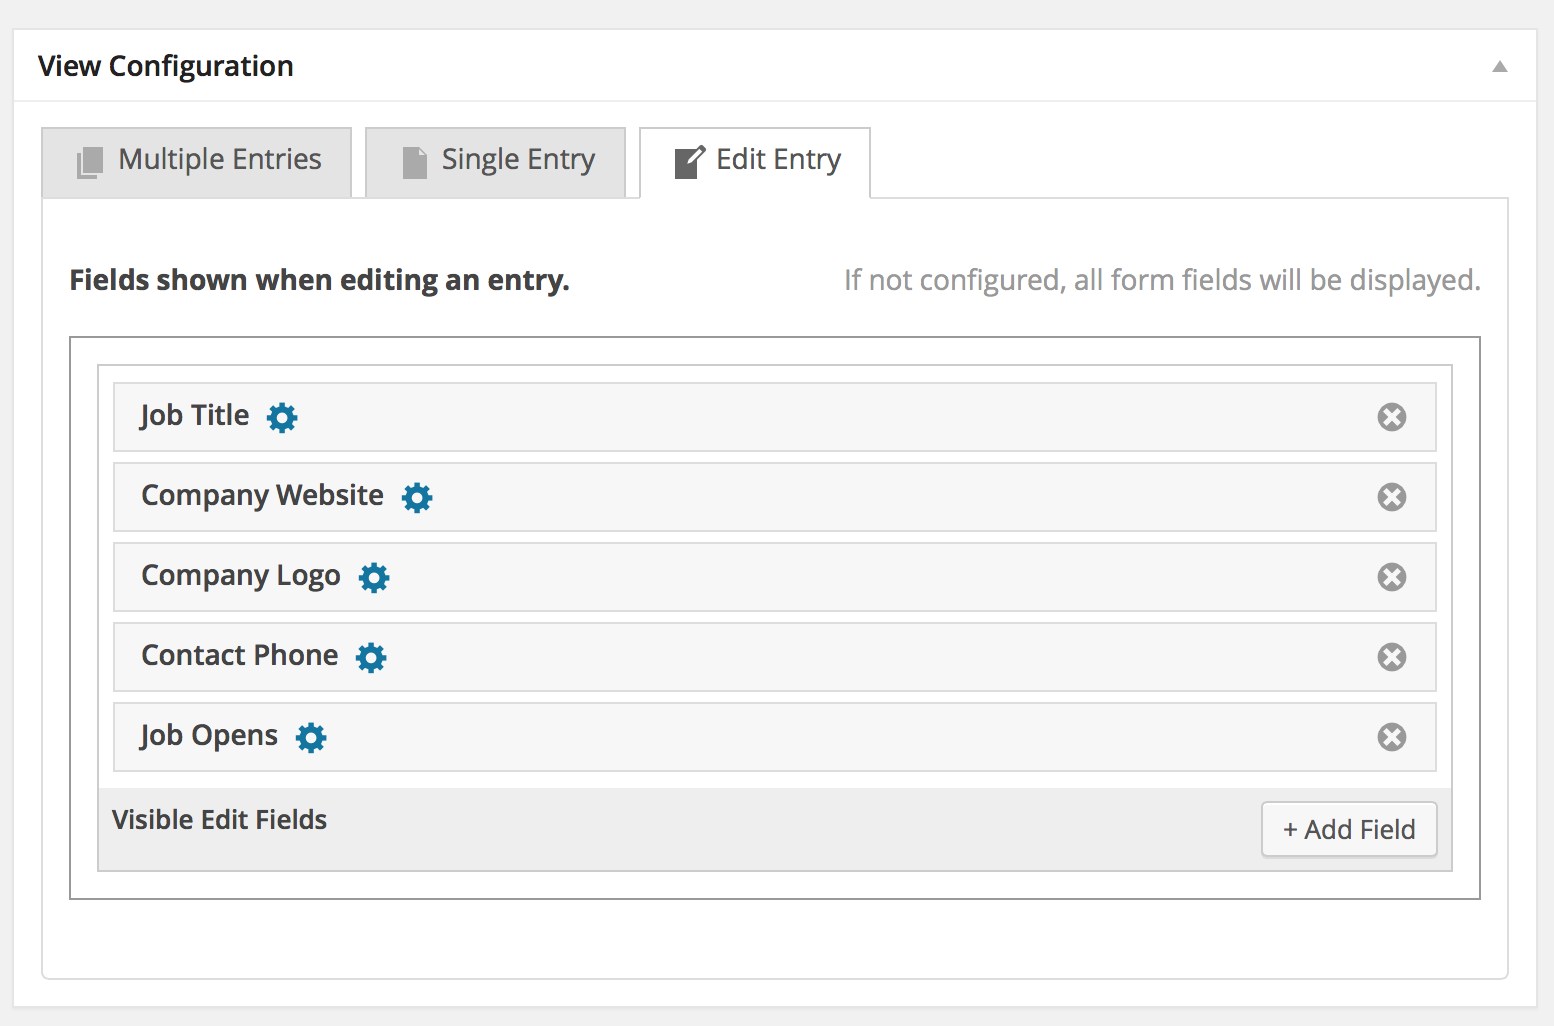 View Configuration
Multiple Entries
Single Entry
Edit Entry
Fields shown when editing an entry.
If not configured, all form fields will be displayed.
Job Title
Company Website
Company Logo
Contact Phone
Job Opens
Visible Edit Fields
+ Add Field